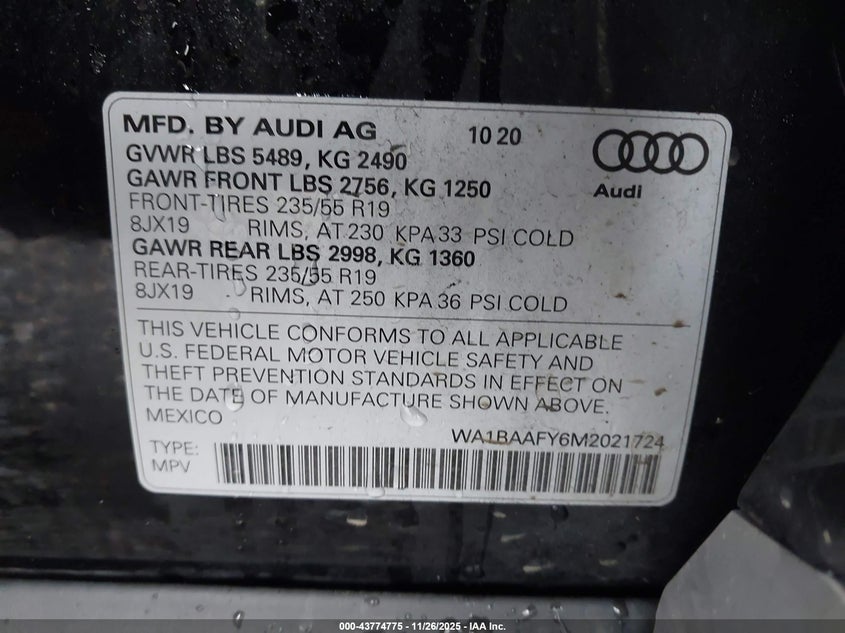 MFD. BY AUDI AG 10 20
GVWR LBS 5489, KG 2490
GAWR FRONT LBS 2756, KG 1250
Audi
FRONT-TIRES 235/55 R19
8JX19 RIMS, AT 230 KPA 33 PSI COLD
GAWR REAR LBS 2998, KG 1360
REAR-TIRES 235/55 R19
8JX19 RIMS, AT 250 KPA 36 PSI COLD
THIS VEHICLE CONFORMS TO ALL APPLICABLE
U.S. FEDERAL MOTOR VEHICLE SAFETY AND
THEFT PREVENTION STANDARDS IN EFFECT ON
THE DATE OF MANUFACTURE SHOWN ABOVE.
MEXICO
WA1BAAFY6M2021724
TYPE:
MPV
000-43774775 - 11/26/2025 - IAA Inc.